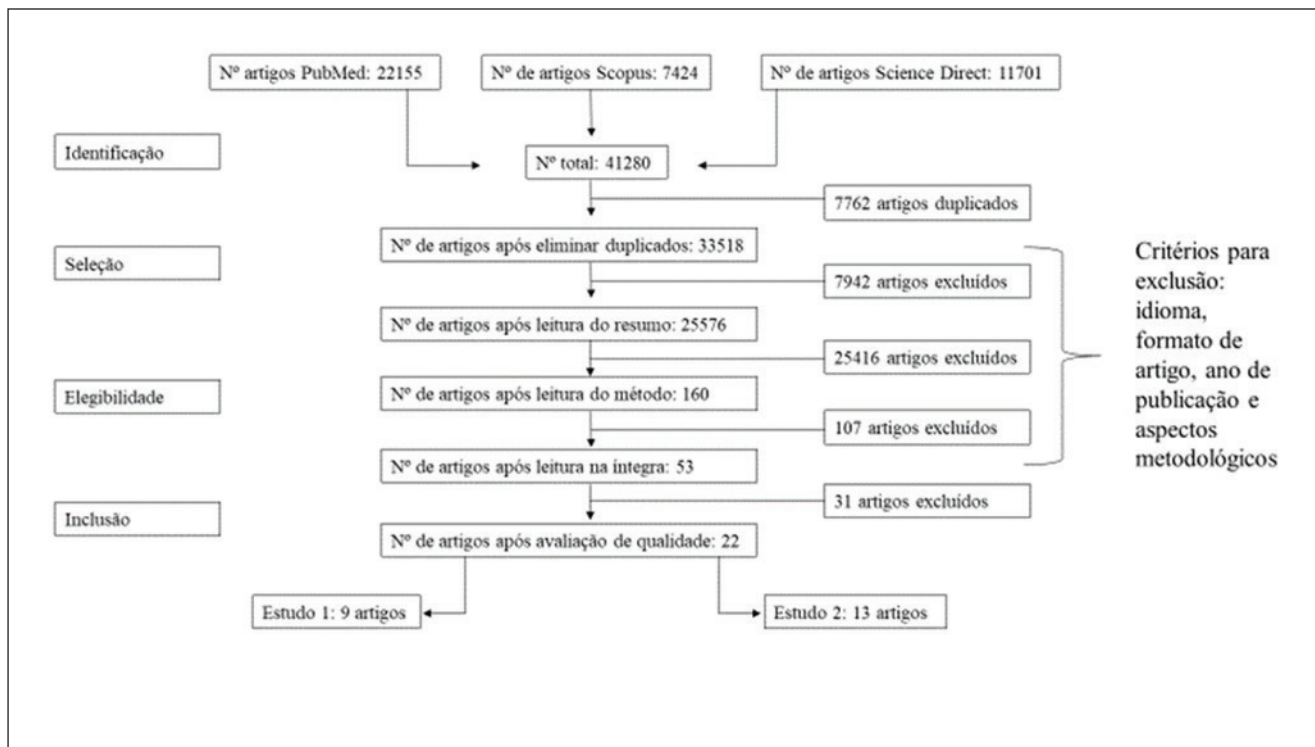 Nº artigos PubMed: 22155
Nº de artigos Scopus: 7424
Nº de artigos Science Direct: 11701
Identificação
Nº total: 41280
7762 artigos duplicados
Seleção
Nº de artigos após eliminar duplicados: 33518
7942 artigos excluídos
Nº de artigos após leitura do resumo: 25576
25416 artigos excluídos
Elegibilidade
Nº de artigos após leitura do método: 160
107 artigos excluídos
Nº de artigos após leitura na íntegra: 53
31 artigos excluídos
Inclusão
Nº de artigos após avaliação de qualidade: 22
Estudo 1: 9 artigos
Estudo 2: 13 artigos
Critérios para
exclusão:
idioma,
formato de
artigo, ano de
publicação e
aspectos
metodológicos